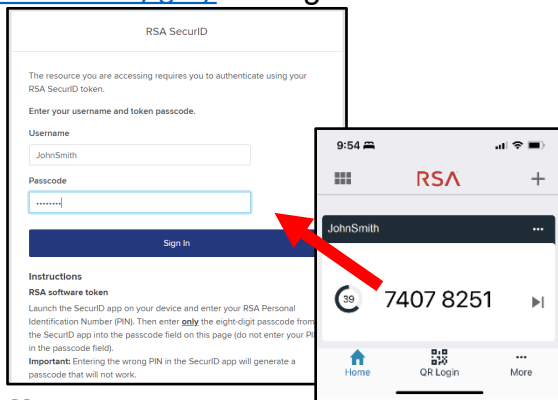 RSA SecurID
The resource you are accessing requires you to authenticate using your
RSA SecurID token.
Enter your username and token passcode.
Username
JohnSmith
Passcode
........
Sign In
Instructions
RSA software token
Launch the SecurID app on your device and enter your RSA Personal
Identification Number (PIN). Then enter only the eight-digit passcode from
the SecurID app into the passcode field on this page (do not enter your
in the passcode field).
Important: Entering the wrong PIN in the SecurID app will generate a
passcode that will not work.
9:54
RSA
JohnSmith
39
7407 8251
Home
QR Login
More